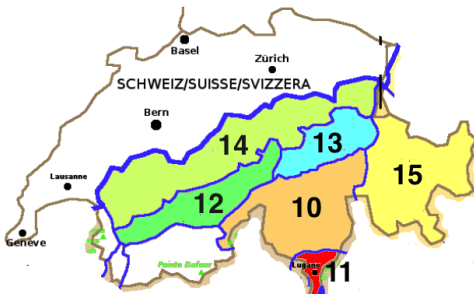 Basel
Zürich
SCHWEIZ/SUISSE/SVIZZERA
Bern
14
13
Lausanne
15
12
10
Genève
Pointe Dufour
Lugano
11